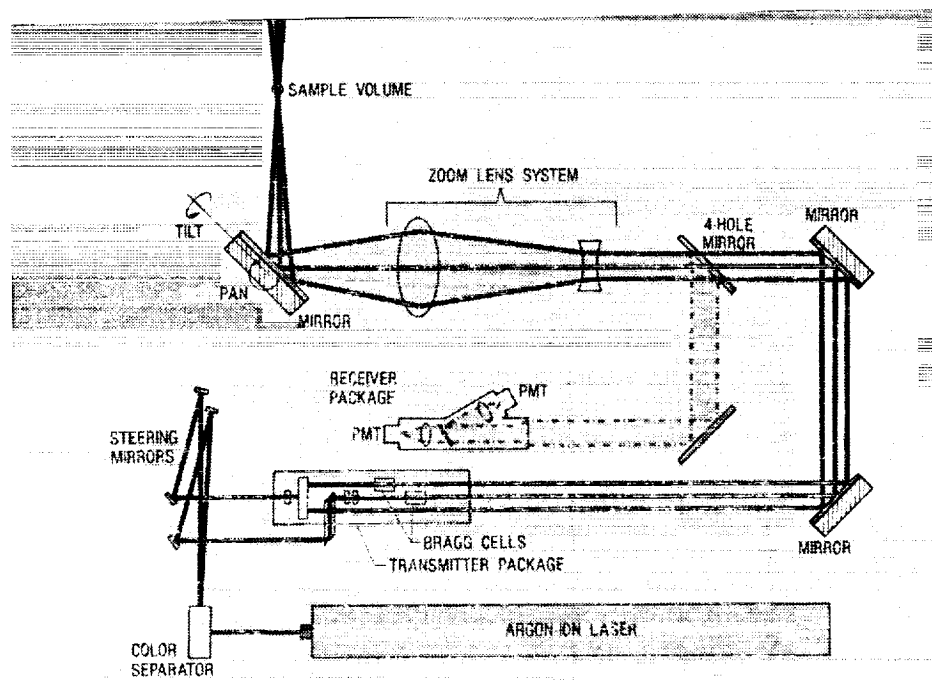 SAMPLE VOLUME
ZOOM LENS SYSTEM
MIRROR
4-HOLE
MIRROR
TILT
PAN
MIRROR
RECEIVER
PACKAGE
PMT
PMT
STEERING
MIRRORS
BRAGG CELLS
TRANSMITTER PACKAGE
MIRROR
ARGON-ION LASER
COLOR
SEPARATOR